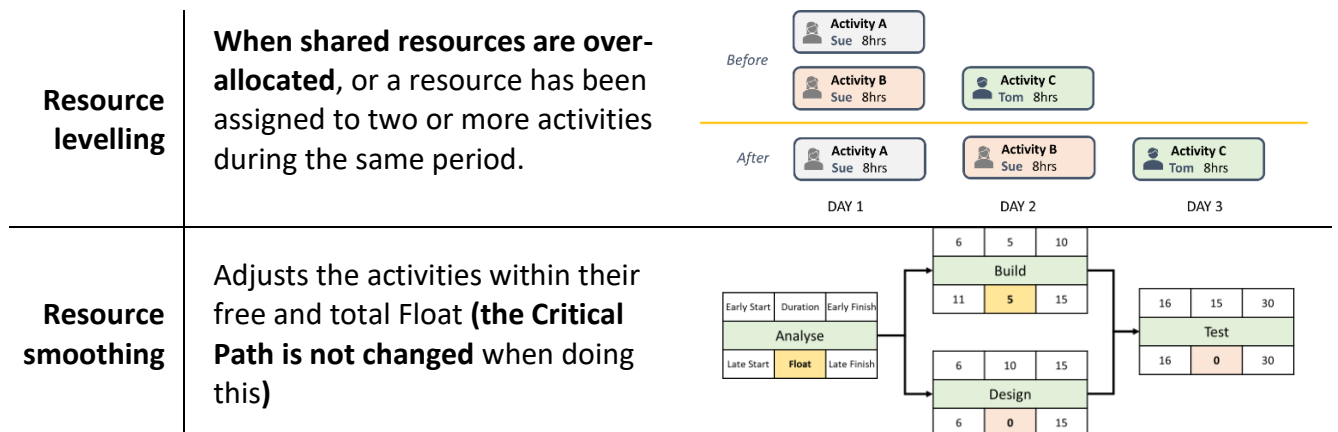 Resource
levelling
When shared resources are over-
allocated, or a resource has been
assigned to two or more activities
during the same period.
Before
Activity A
Sue 8hrs
Activity B
Sue 8hrs
Activity C
Tom 8hrs
After
Activity A
Sue 8hrs
Activity B
Sue 8hrs
Activity C
Tom 8hrs
DAY 1
DAY 2
DAY 3
Resource
smoothing
Adjusts the activities within their
free and total Float (the Critical
Path is not changed when doing
this)
Early Start Duration Early Finish
Analyse
Late Start Float Late Finish
6 5 10
Build
11 5 15
6 10 15
Design
6 0 15
16 15 30
Test
16 0 30